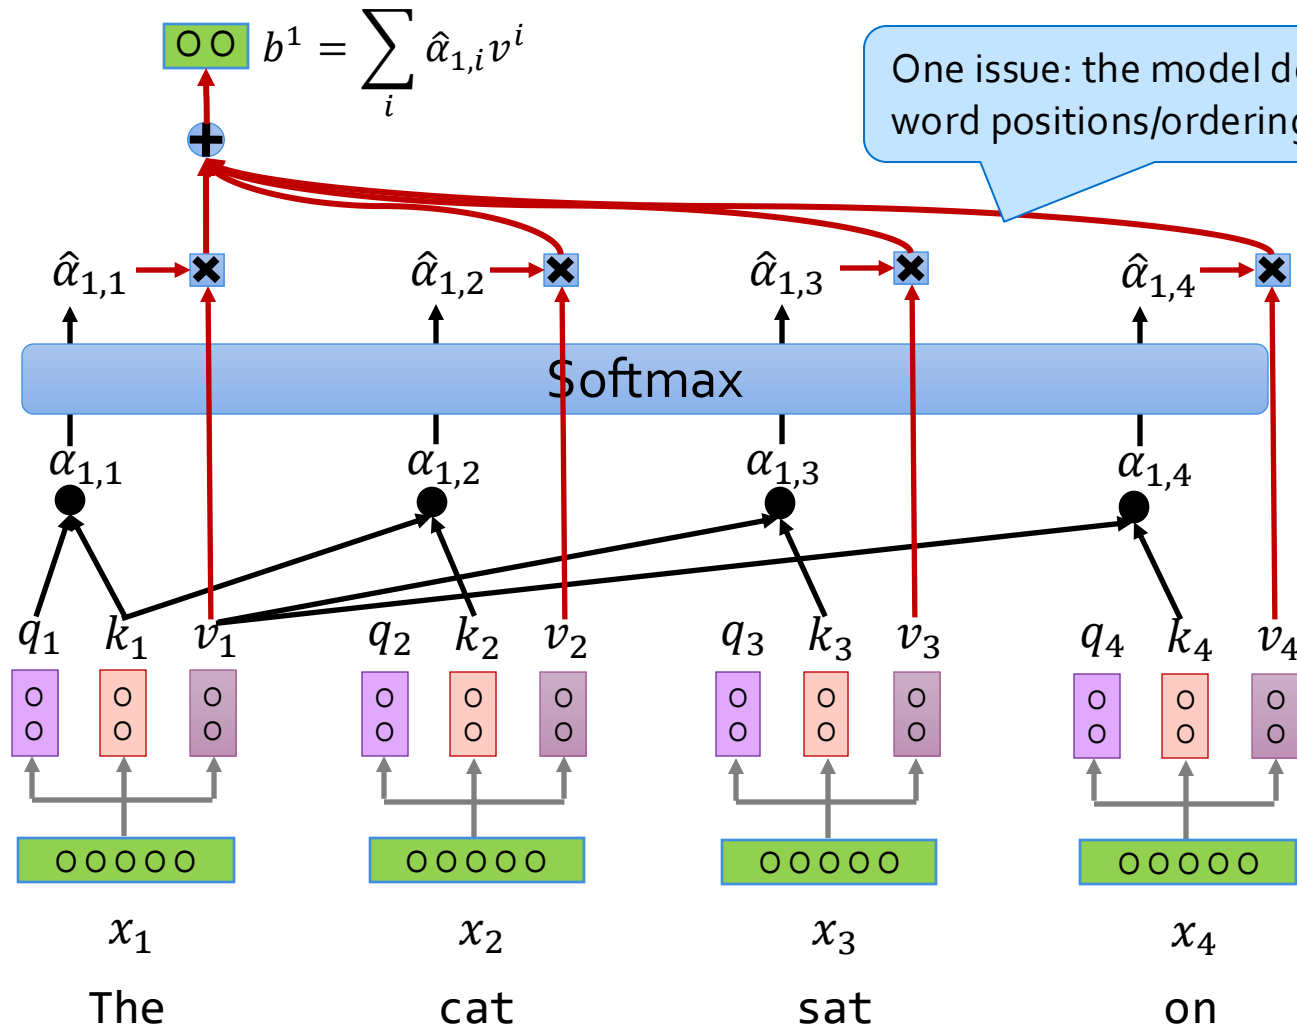 b¹ = ∑ᵢ α̂₁,ᵢvⁱ
One issue: the model d
word positions/ordering
α̂₁,₁ α̂₁,₂ α̂₁,₃ α̂₁,₄
Softmax
α₁,₁ α₁,₂ α₁,₃ α₁,₄
q₁ k₁ v₁ q₂ k₂ v₂ q₃ k₃ v₃ q₄ k₄ v₄
x₁ x₂ x₃ x₄
The cat sat on